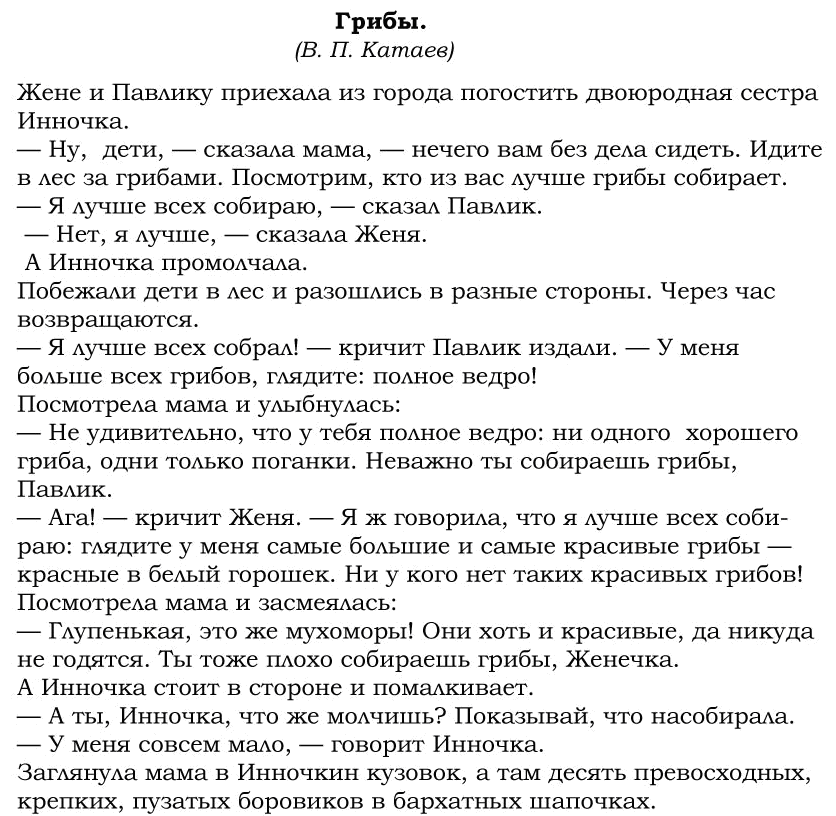 Грибы.
(В. П. Катаев)
Жене и Павлику приехала из города погостить двоюродная сестра
Инночка.
— Ну,  дети, — сказала мама, — нечего вам без дела сидеть. Идите
в лес за грибами. Посмотрим, кто из вас лучше грибы собирает.
— Я лучше всех собираю, — сказал Павлик.
— Нет, я лучше, — сказала Женя.
А Инночка промолчала.
Побежали дети в лес и разошлись в разные стороны. Через час
возвращаются.
— Я лучше всех собрал! — кричит Павлик издали. — У меня
больше всех грибов, глядите: полное ведро!
Посмотрела мама и улыбнулась:
— Не удивительно, что у тебя полное ведро: ни одного  хорошего
гриба, одни только поганки. Неважно ты собираешь грибы,
Павлик.
— Ага! — кричит Женя. — Я ж говорила, что я лучше всех соби-
раю: глядите у меня самые большие и самые красивые грибы —
красные в белый горошек. Ни у кого нет таких красивых грибов!
Посмотрела мама и засмеялась:
— Глупенькая, это же мухоморы! Они хоть и красивые, да никуда
не годятся. Ты тоже плохо собираешь грибы, Женечка.
А Инночка стоит в стороне и помалкивает.
— А ты, Инночка, что же молчишь? Показывай, что насобирала.
— У меня совсем мало, — говорит Инночка.
Заглянула мама в Инночкин кузовок, а там десять превосходных,
крепких, пузатых боровиков в бархатных шапочках.